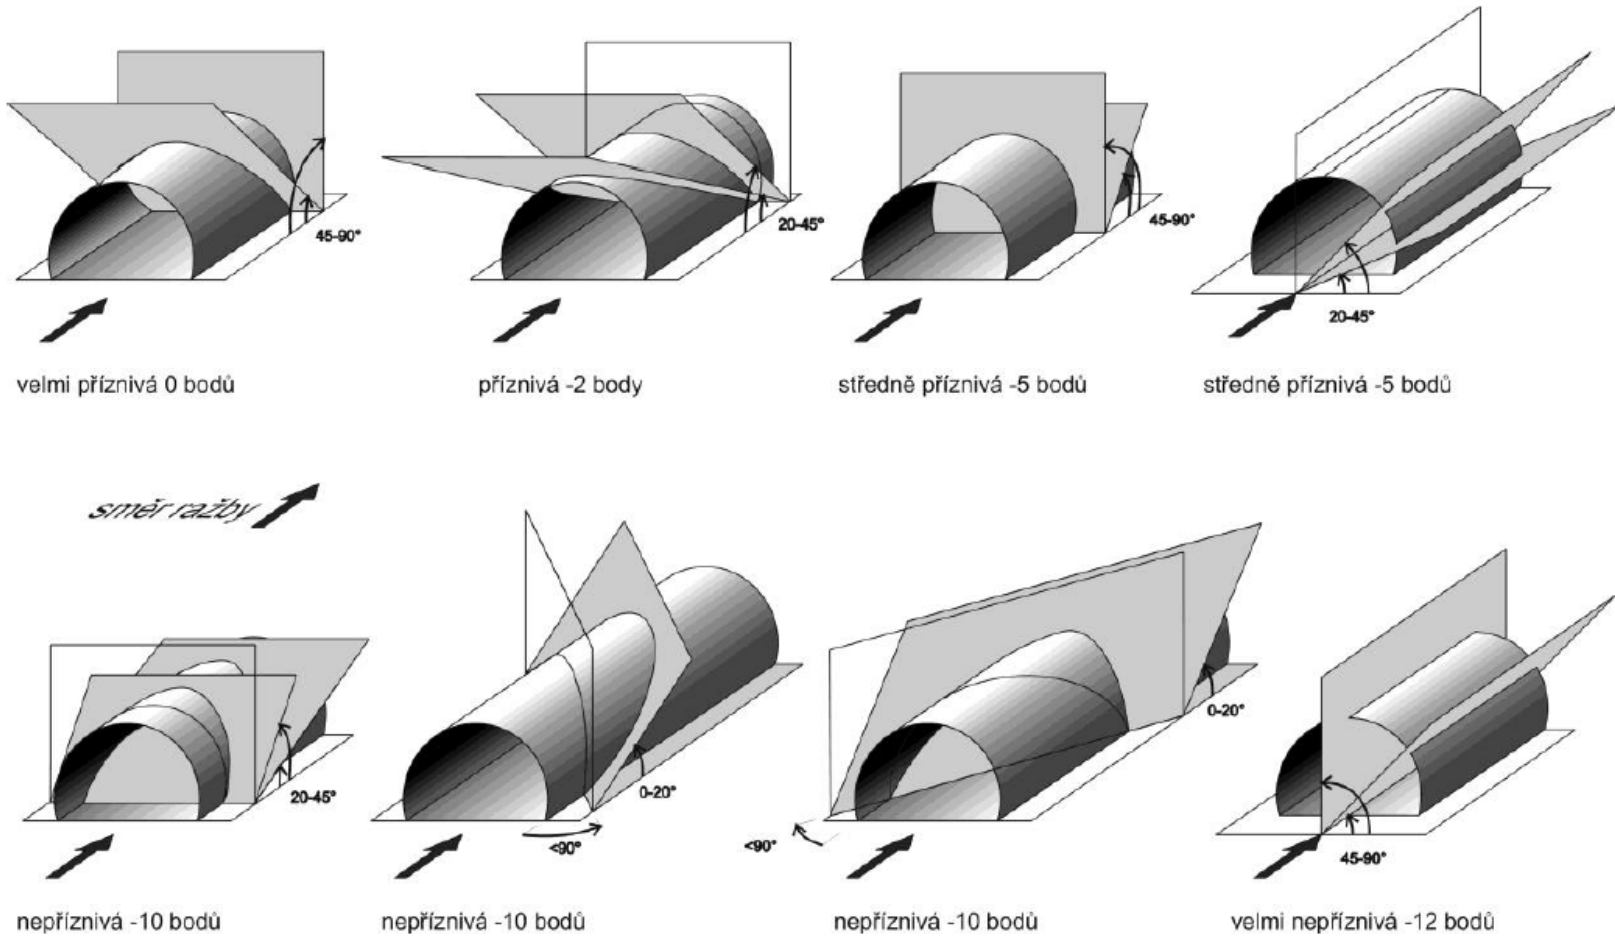 45-90°
20-45°
45-90°
20-45°
velmi příznivá 0 bodů
příznivá -2 body
středně příznivá -5 bodů
středně příznivá -5 bodů
směr ražby
20-45°
0-20°
<90°
0-20°
<90°
45-90°
nepříznivá -10 bodů
nepříznivá -10 bodů
nepříznivá -10 bodů
velmi nepříznivá -12 bodů